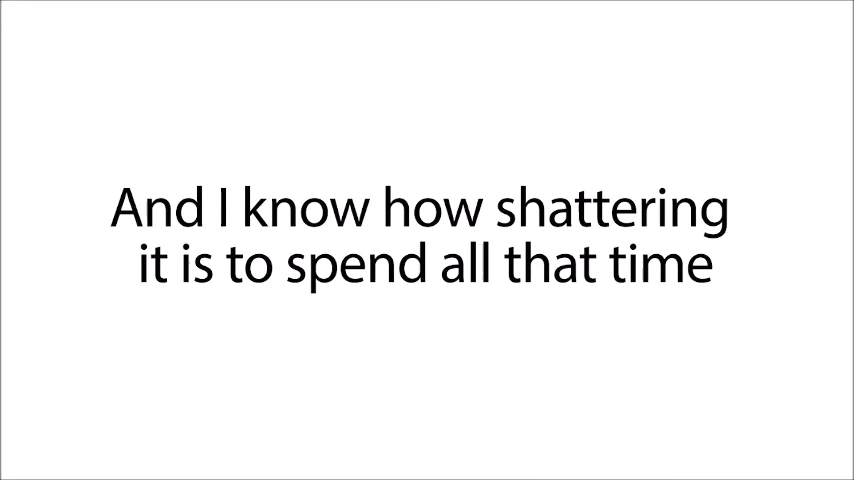 And I know how shattering
it is to spend all that time